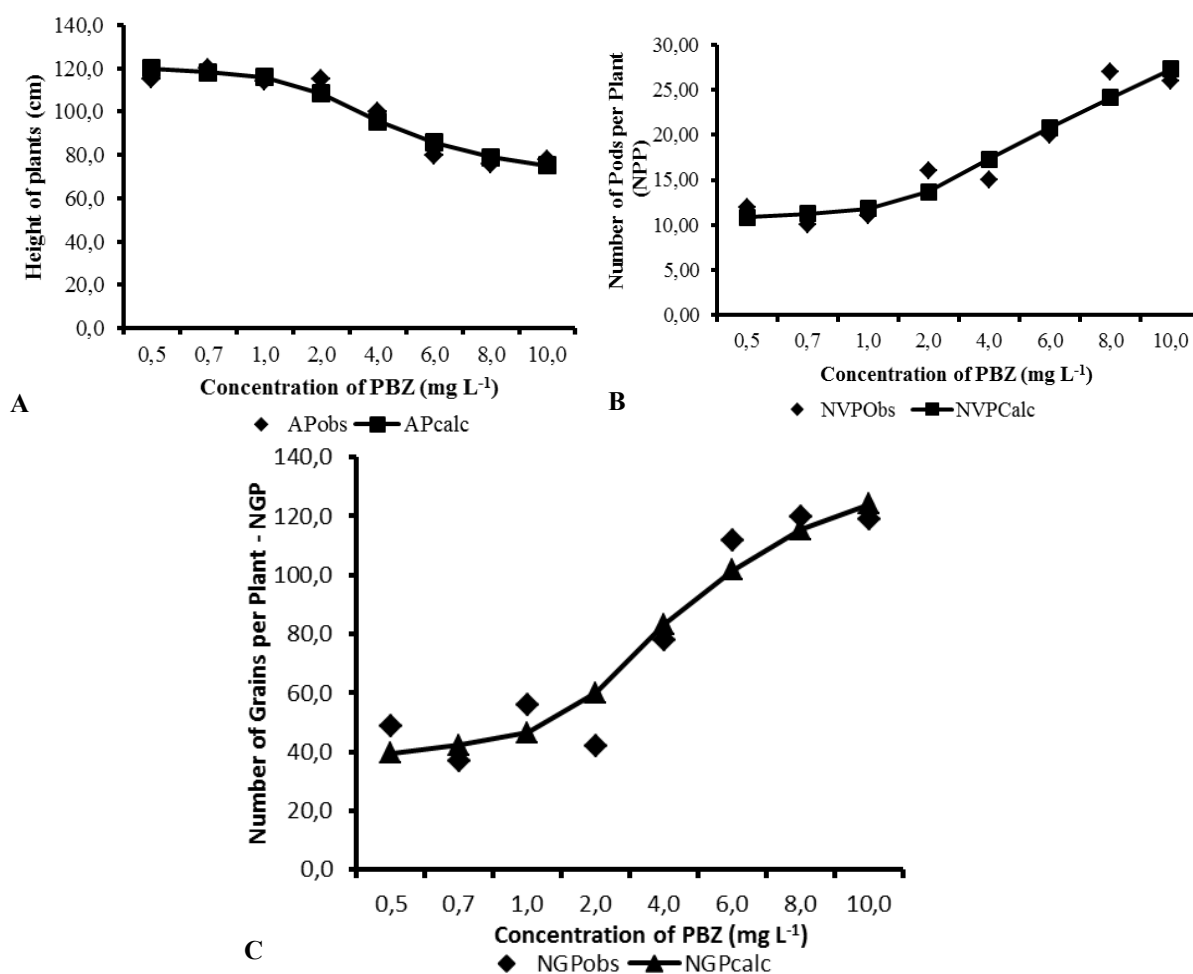 140,0
120,0
100,0
80,0
60,0
40,0
20,0
0,0
Height of plants (cm)
0,5 0,7 1,0 2,0 4,0 6,0 8,0 10,0
Concentration of PBZ (mg L-1)
A
APobs APcalc
30,00
25,00
20,00
15,00
10,00
5,00
0,00
Number of Pods per Plant
(NPP)
0,5 0,7 1,0 2,0 4,0 6,0 8,0 10,0
Concentration of PBZ (mg L-1)
B
NVPObs NVPCalc
140,0
120,0
100,0
80,0
60,0
40,0
20,0
0,0
Number of Grains per Plant - NGP
0,5 0,7 1,0 2,0 4,0 6,0 8,0 10,0
Concentration of PBZ (mg L-1)
C
NGPobs NGPcalc